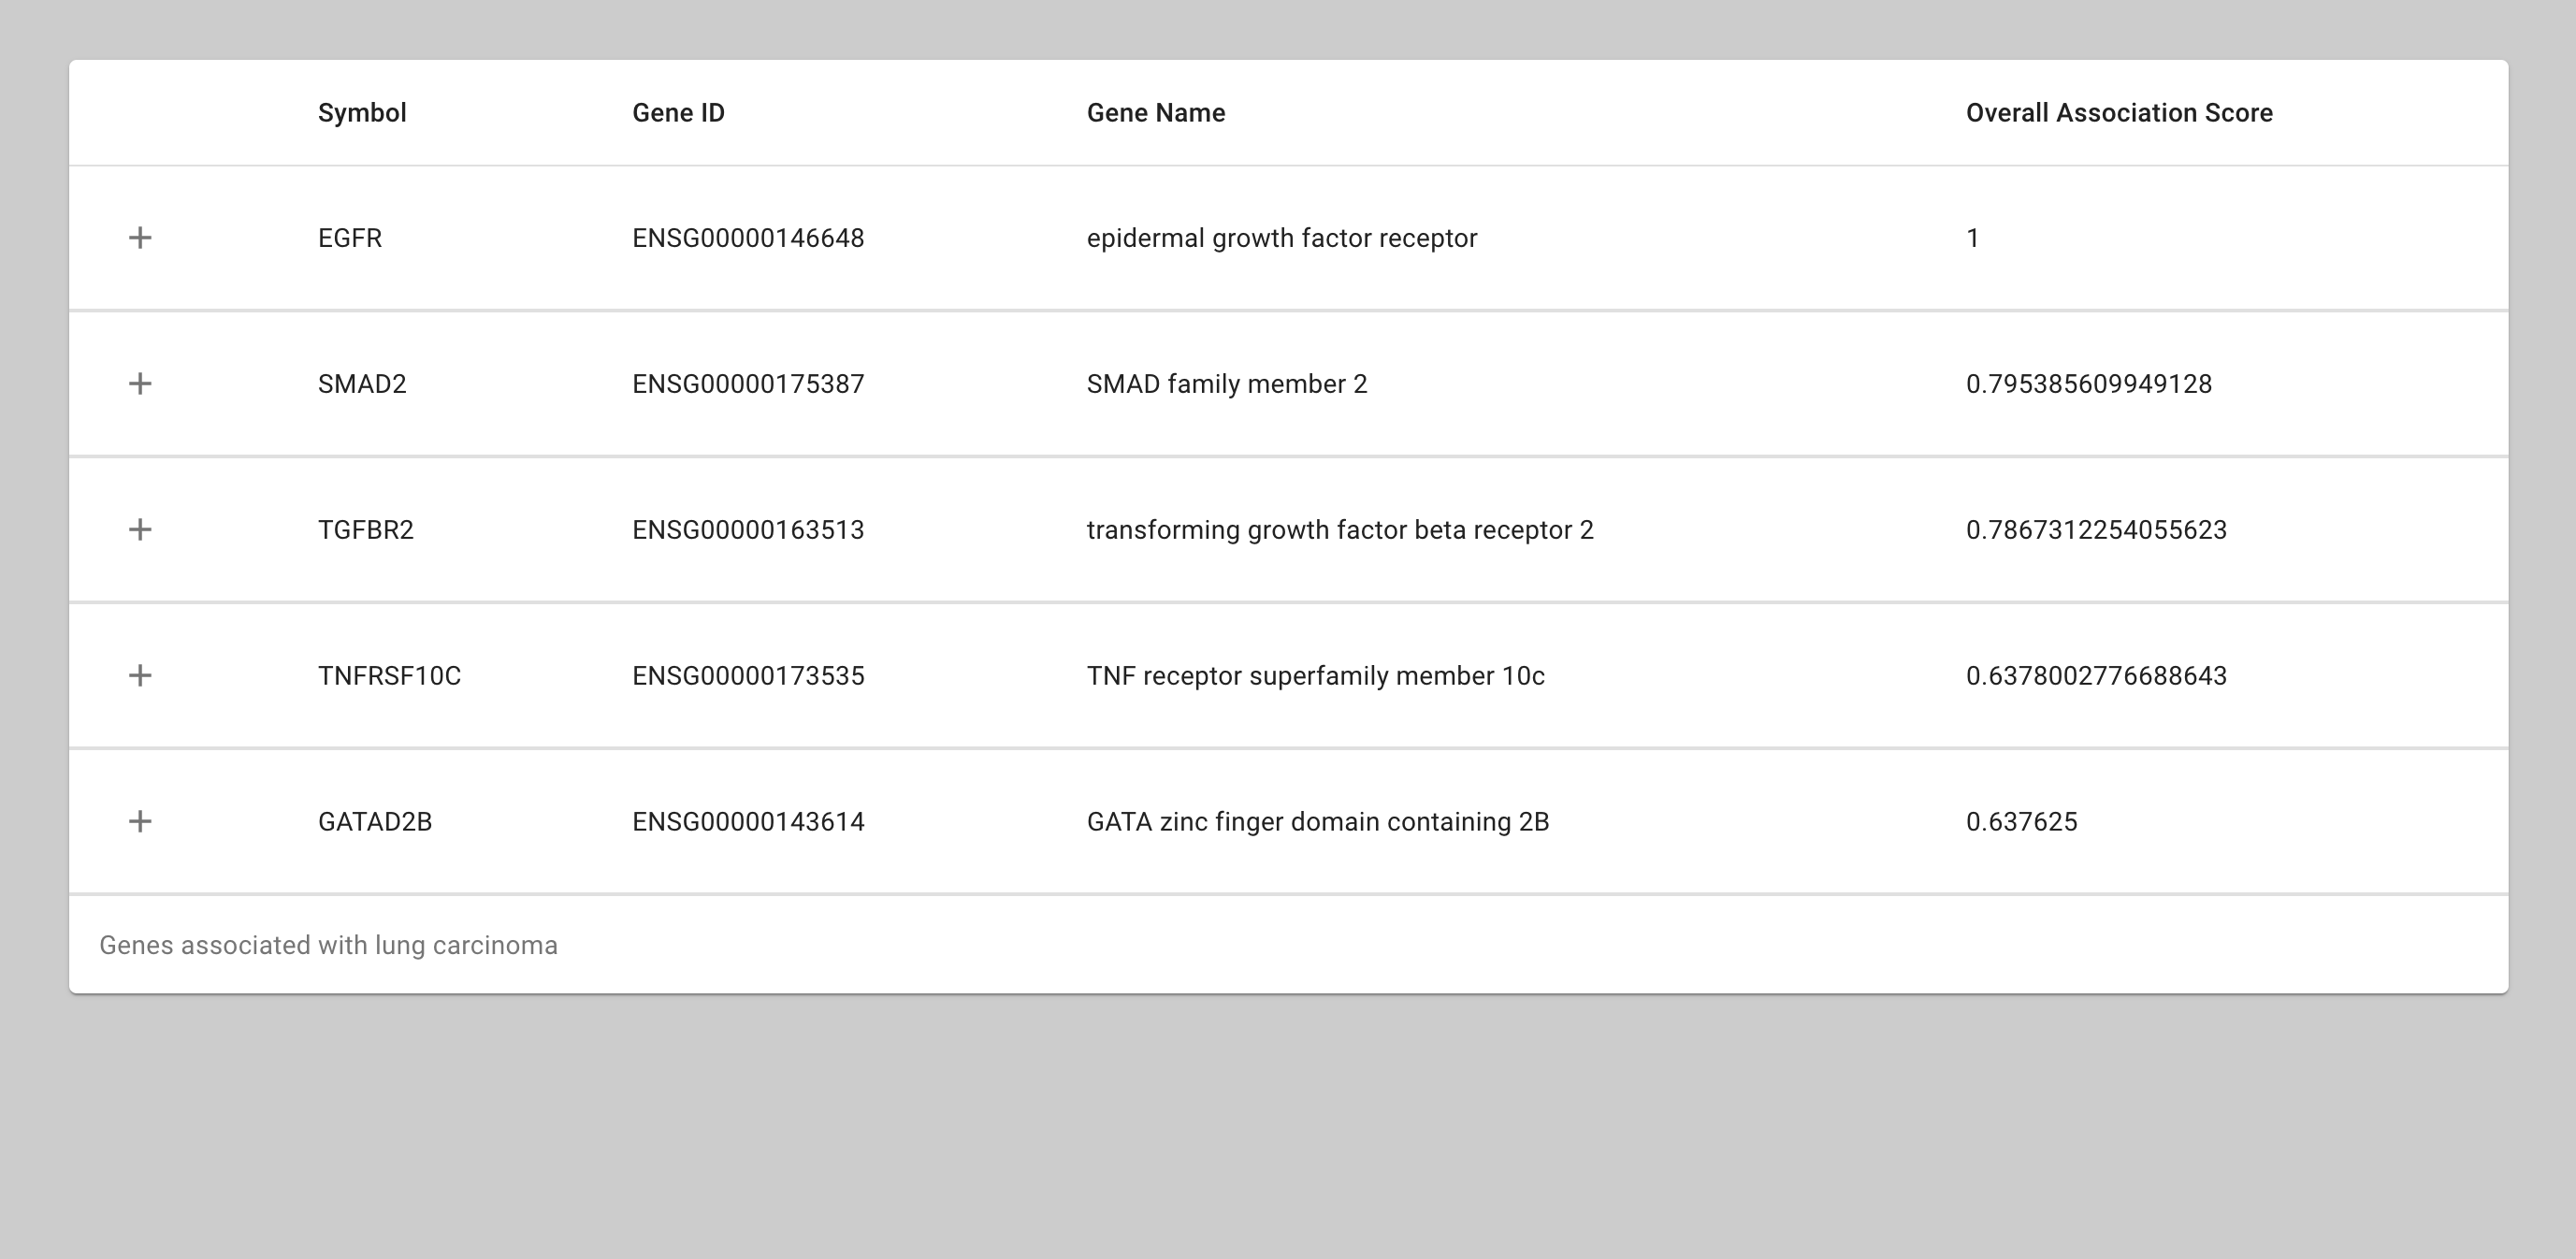 Symbol Gene ID Gene Name Overall Association Score
EGFR ENSG00000146648 epidermal growth factor receptor 1
SMAD2 ENSG00000175387 SMAD family member 2 0.795385609949128
TGFBR2 ENSG00000163513 transforming growth factor beta receptor 2 0.7867312254055623
TNFRSF10C ENSG00000173535 TNF receptor superfamily member 10c 0.6378002776688643
GATAD2B ENSG00000143614 GATA zinc finger domain containing 2B 0.637625
Genes associated with lung carcinoma